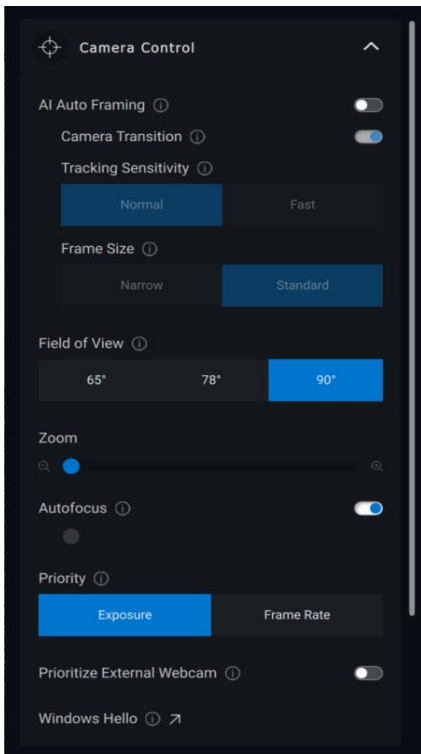 Camera Control
AI Auto Framing
Camera Transition
Tracking Sensitivity
Normal Fast
Frame Size
Narrow Standard
Field of View
65° 78° 90°
Zoom
Autofocus
Priority
Exposure Frame Rate
Prioritize External Webcam
Windows Hello